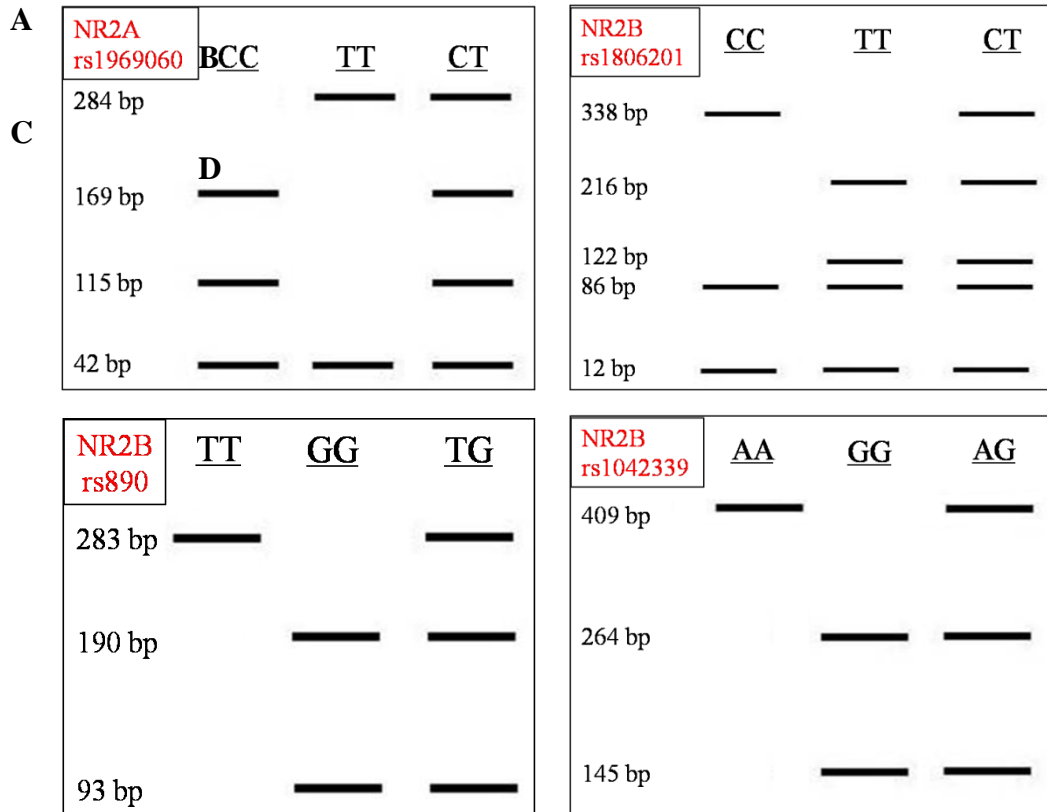 A
NR2A
rs1969060
B
CC TT CT
284 bp
C
D
169 bp
115 bp
42 bp
NR2B
rs1806201
CC TT CT
338 bp
216 bp
122 bp
86 bp
12 bp
NR2B
rs890
TT GG TG
283 bp
190 bp
93 bp
NR2B
rs1042339
AA GG AG
409 bp
264 bp
145 bp